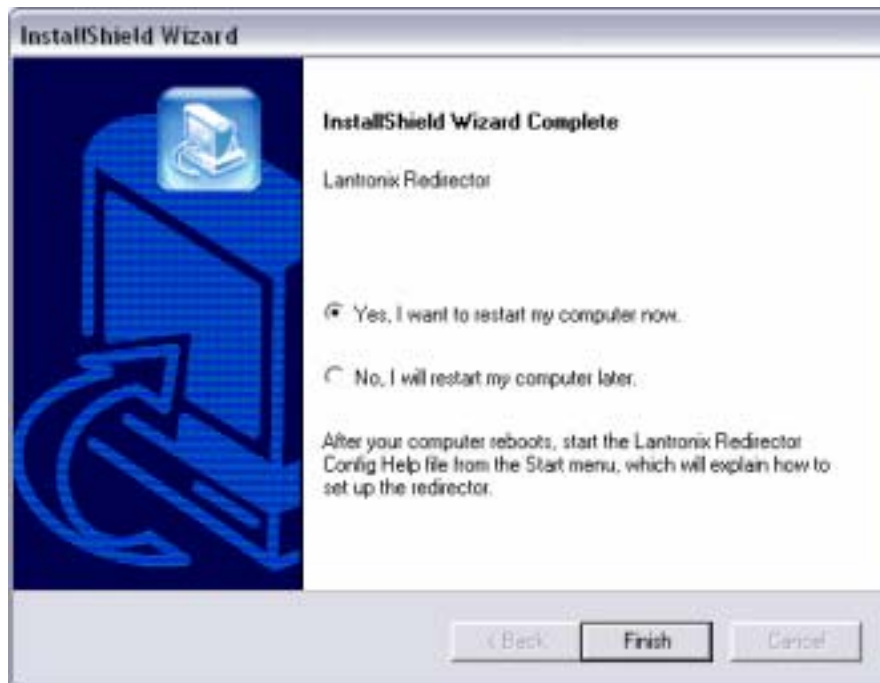 InstallShield Wizard
InstallShield Wizard Complete
Lantronix Redirector
Yes, I want to restart my computer now.
No, I will restart my computer later.
After your computer reboots, start the Lantronix Redirector
Config Help file from the Start menu, which will explain how to
set up the redirector.
< Back
Finish
Cancel